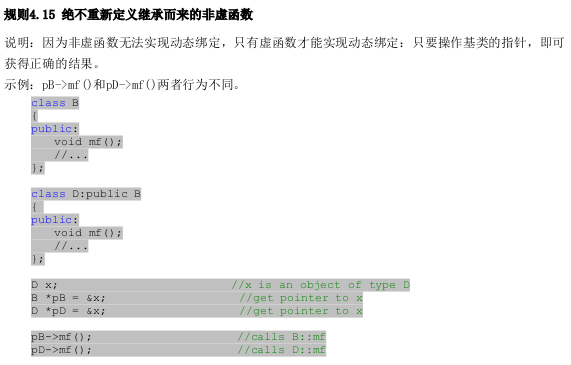 规则4.15 绝不重新定义继承而来的非虚函数
说明：因为非虚函数无法实现动态绑定，只有虚函数才能实现动态绑定：只要操作基类的指针，即可
获得正确的结果。
示例：pB->mf()和pD->mf()两者行为不同。
class B
{
public:
void mf();
//...
};
class D:public B
{
public:
void mf();
//...
};
D x; //x is an object of type D
B *pB = &x; //get pointer to x
D *pD = &x; //get pointer to x
pB->mf(); //calls B::mf
pD->mf(); //calls D::mf